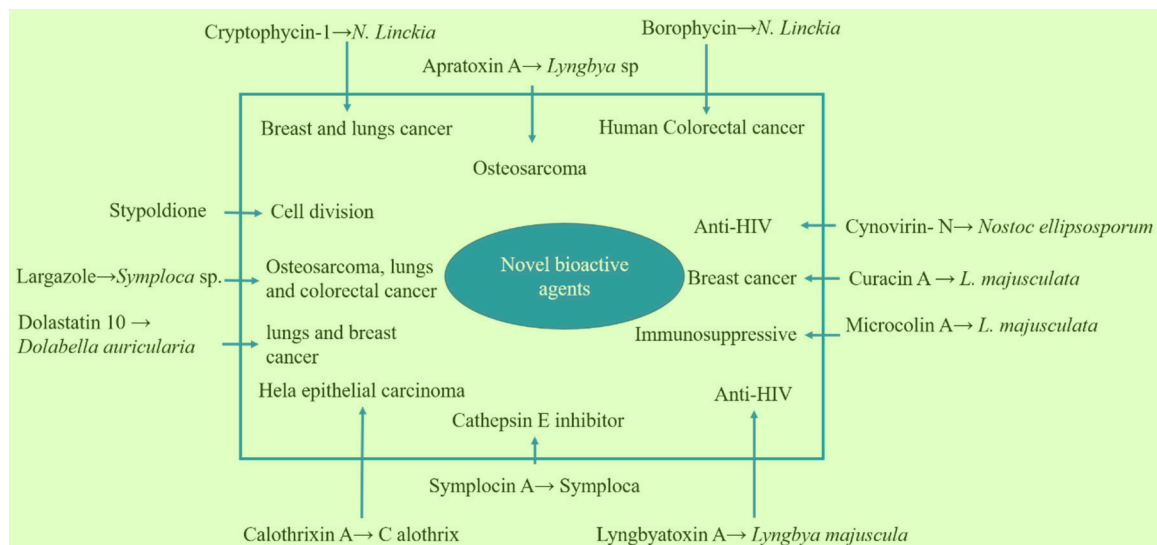 Cryptophycin-1→N. Linckia
Borophycin→N. Linckia
Apratoxin A→ Lyngbya sp
Breast and lungs cancer
Human Colorectal cancer
Osteosarcoma
Stypoldione
Cell division
Anti-HIV
Cynovirin- N→ Nostoc ellipsosporum
Largazole→Symploca sp.
Osteosarcoma, lungs
and colorectal cancer
Novel bioactive
agents
Breast cancer
Curacin A → L. majusculata
Dolastatin 10 →
Dolabella auricularia
lungs and breast
cancer
Immunosuppressive
Microcolin A→ L. majusculata
Hela epithelial carcinoma
Anti-HIV
Cathepsin E inhibitor
Symplocin A→ Symploca
Calothrixin A→ C alothrix
Lyngbyatoxin A→ Lyngbya majuscula